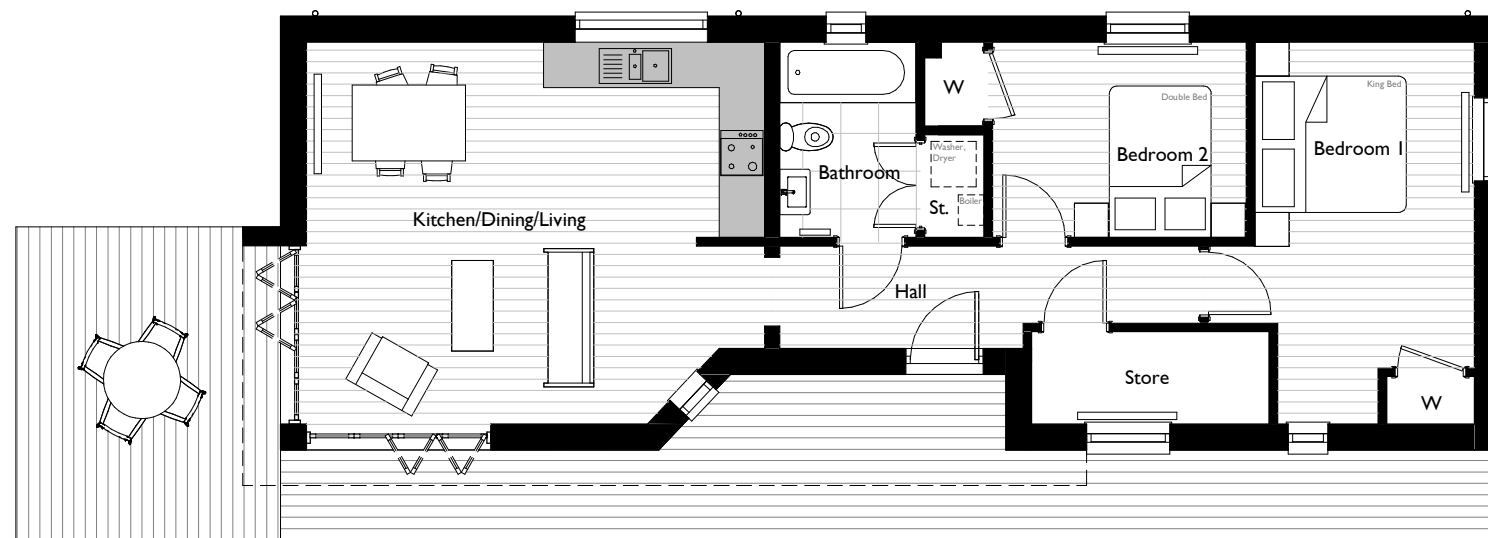 W
Double Bed
King Bed
Washer,
Dryer
Bedroom 2
Bedroom 1
Bathroom
Boiler
St.
Kitchen/Dining/Living
Hall
Store
W